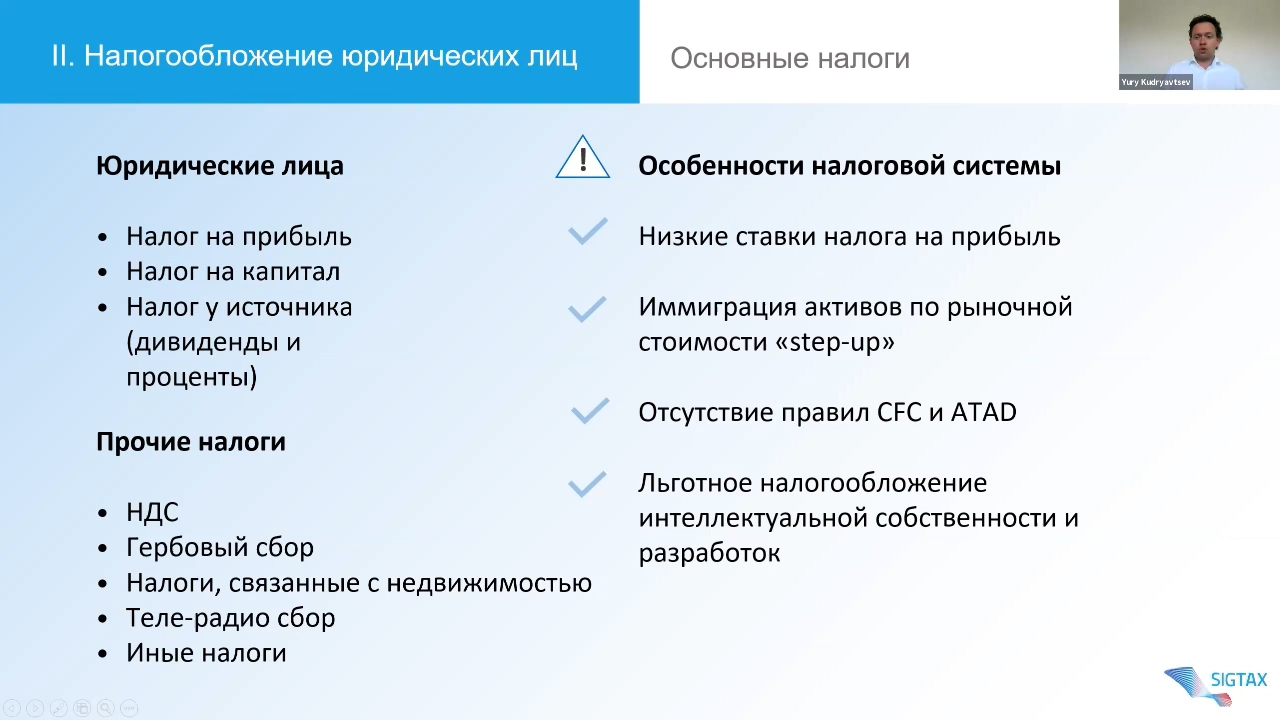 II. Налогообложение юридических лиц
Основные налоги
Yury Kudryavtsev
Юридические лица
• Налог на прибыль
• Налог на капитал
• Налог у источника
(дивиденды и
проценты)
Прочие налоги
• НДС
• Гербовый сбор
• Налоги, связанные с недвижимостью
• Теле-радио сбор
• Иные налоги
!
Особенности налоговой системы
Низкие ставки налога на прибыль
Иммиграция активов по рыночной
стоимости «step-up»
Отсутствие правил CFC и ATAD
Льготное налогообложение
интеллектуальной собственности и
разработок
SIGTAX